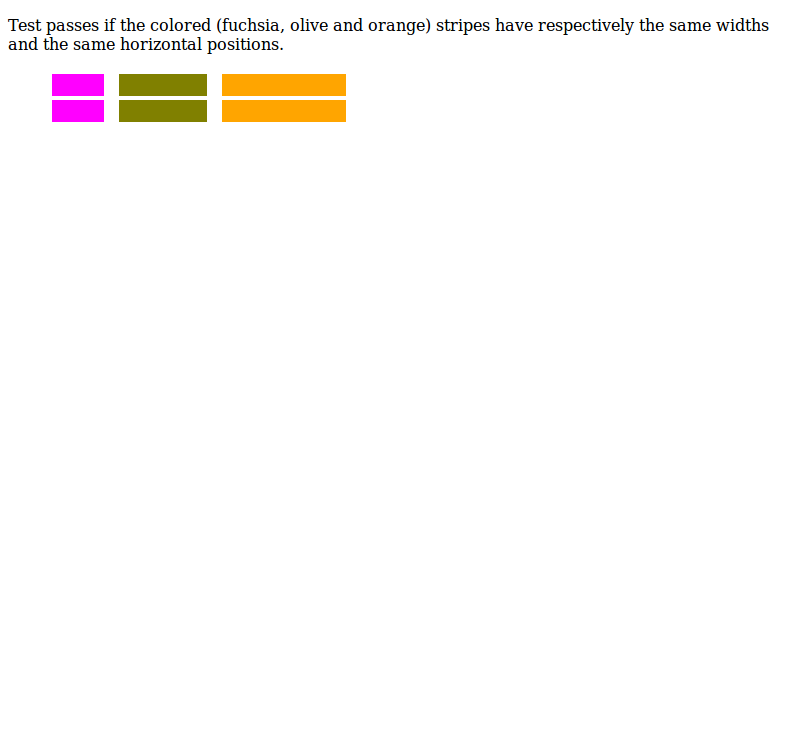 Test passes if the colored (fuchsia, olive and orange) stripes have respectively the same widths
and the same horizontal positions.